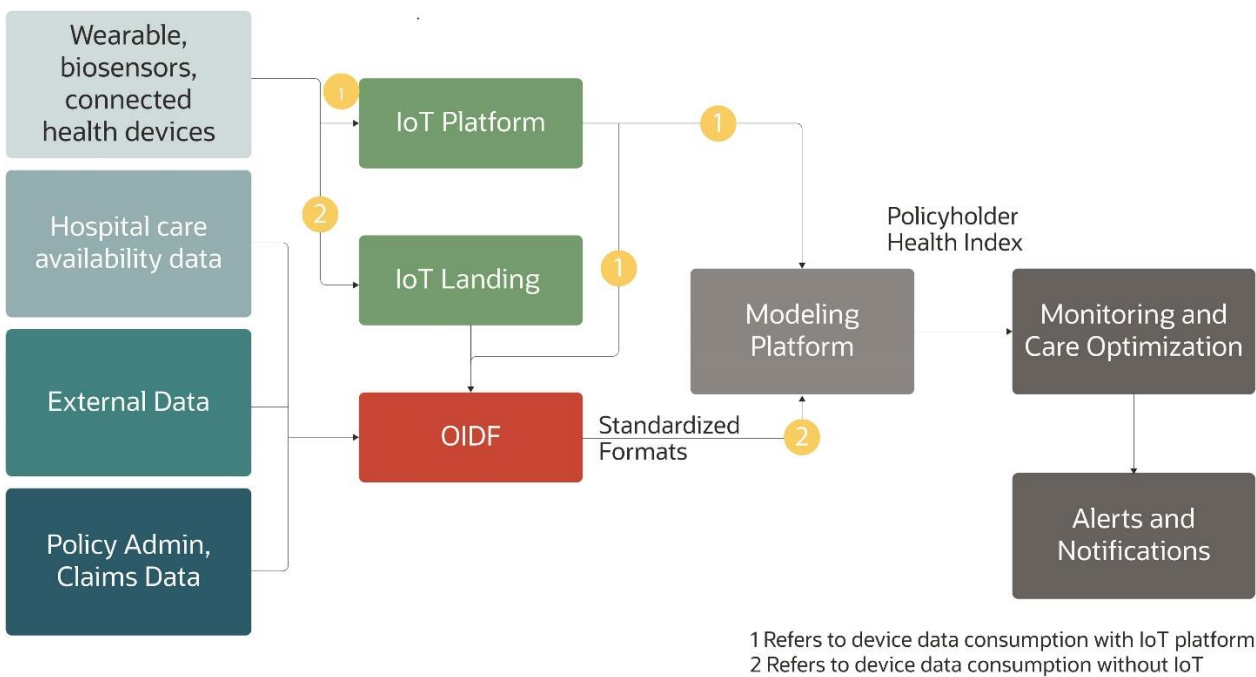 Wearable,
biosensors,
connected
health devices
Hospital care
availability data
External Data
Policy Admin,
Claims Data
1
2
IoT Platform
IoT Landing
OIDF
1
1
Standardized
Formats
2
Modeling
Platform
Policyholder
Health Index
Monitoring and
Care Optimization
Alerts and
Notifications
1 Refers to device data consumption with IoT platform
2 Refers to device data consumption without IoT